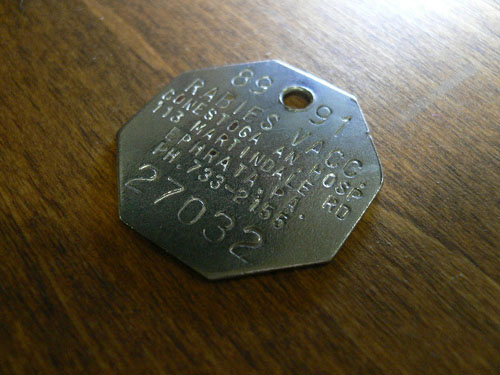 89 91
RABIES VACC.
CONESTOGA AN. HOSP.
113 MARTINDALE RD
EPHRATA, PA.
PH. 733-2155
27032